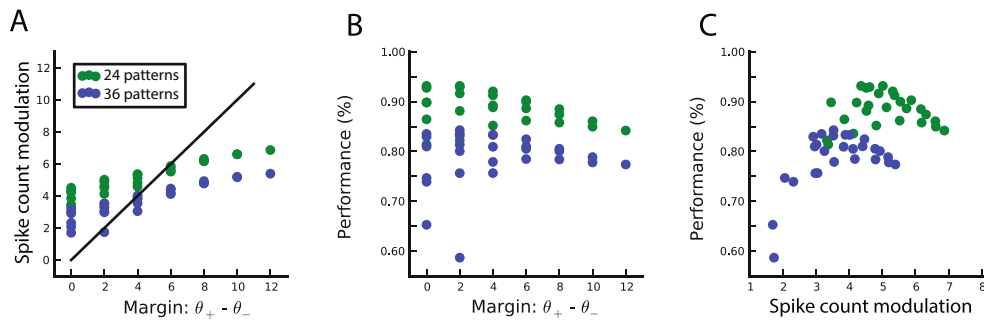 A
Spike count modulation
12
10
8
6
4
2
0
24 patterns
36 patterns
0 2 4 6 8 10 12
Margin: θ+ - θ−
B
Performance (%)
1.00
0.90
0.80
0.70
0.60
0 2 4 6 8 10 12
Margin: θ+ - θ−
C
Performance (%)
1.00
0.90
0.80
0.70
0.60
1 2 3 4 5 6 7 8
Spike count modulation